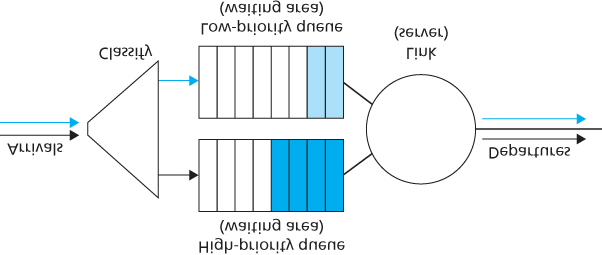 High-priority queue
(waiting area)
Arrivals
Departures
Classify
Link
(server)
Low-priority queue
(waiting area)